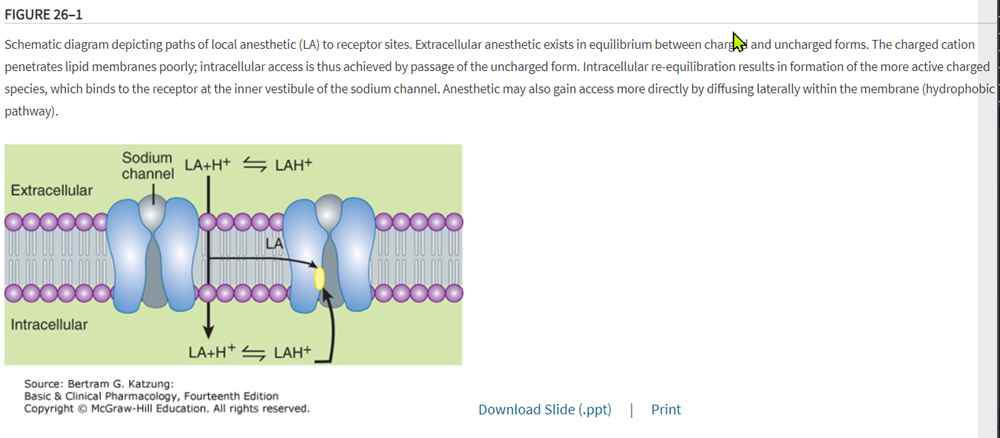 FIGURE 26–1
Schematic diagram depicting paths of local anesthetic (LA) to receptor sites. Extracellular anesthetic exists in equilibrium between charged and uncharged forms. The charged cation
penetrates lipid membranes poorly; intracellular access is thus achieved by passage of the uncharged form. Intracellular re-equilibration results in formation of the more active charged
species, which binds to the receptor at the inner vestibule of the sodium channel. Anesthetic may also gain access more directly by diffusing laterally within the membrane (hydrophobic
pathway).
Sodium
channel
LA+H⁺ ⇌ LAH⁺
Extracellular
LA
Intracellular
LA+H⁺ ⇌ LAH⁺
Source: Bertram G. Katzung:
Basic & Clinical Pharmacology, Fourteenth Edition
Copyright © McGraw-Hill Education. All rights reserved.
Download Slide (.ppt) | Print